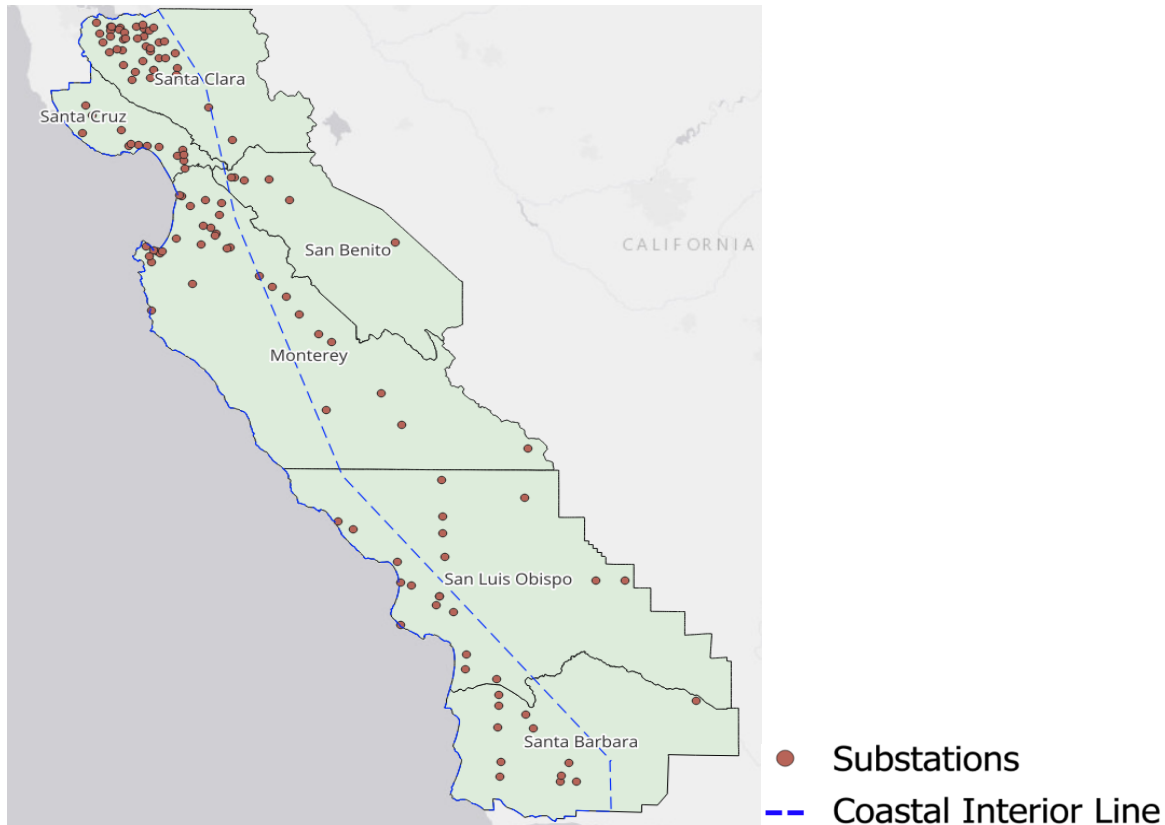 Santa Clara
Santa Cruz
San Benito
CALIFORNIA
Monterey
San Luis Obispo
Santa Barbara
Substations
Coastal Interior Line